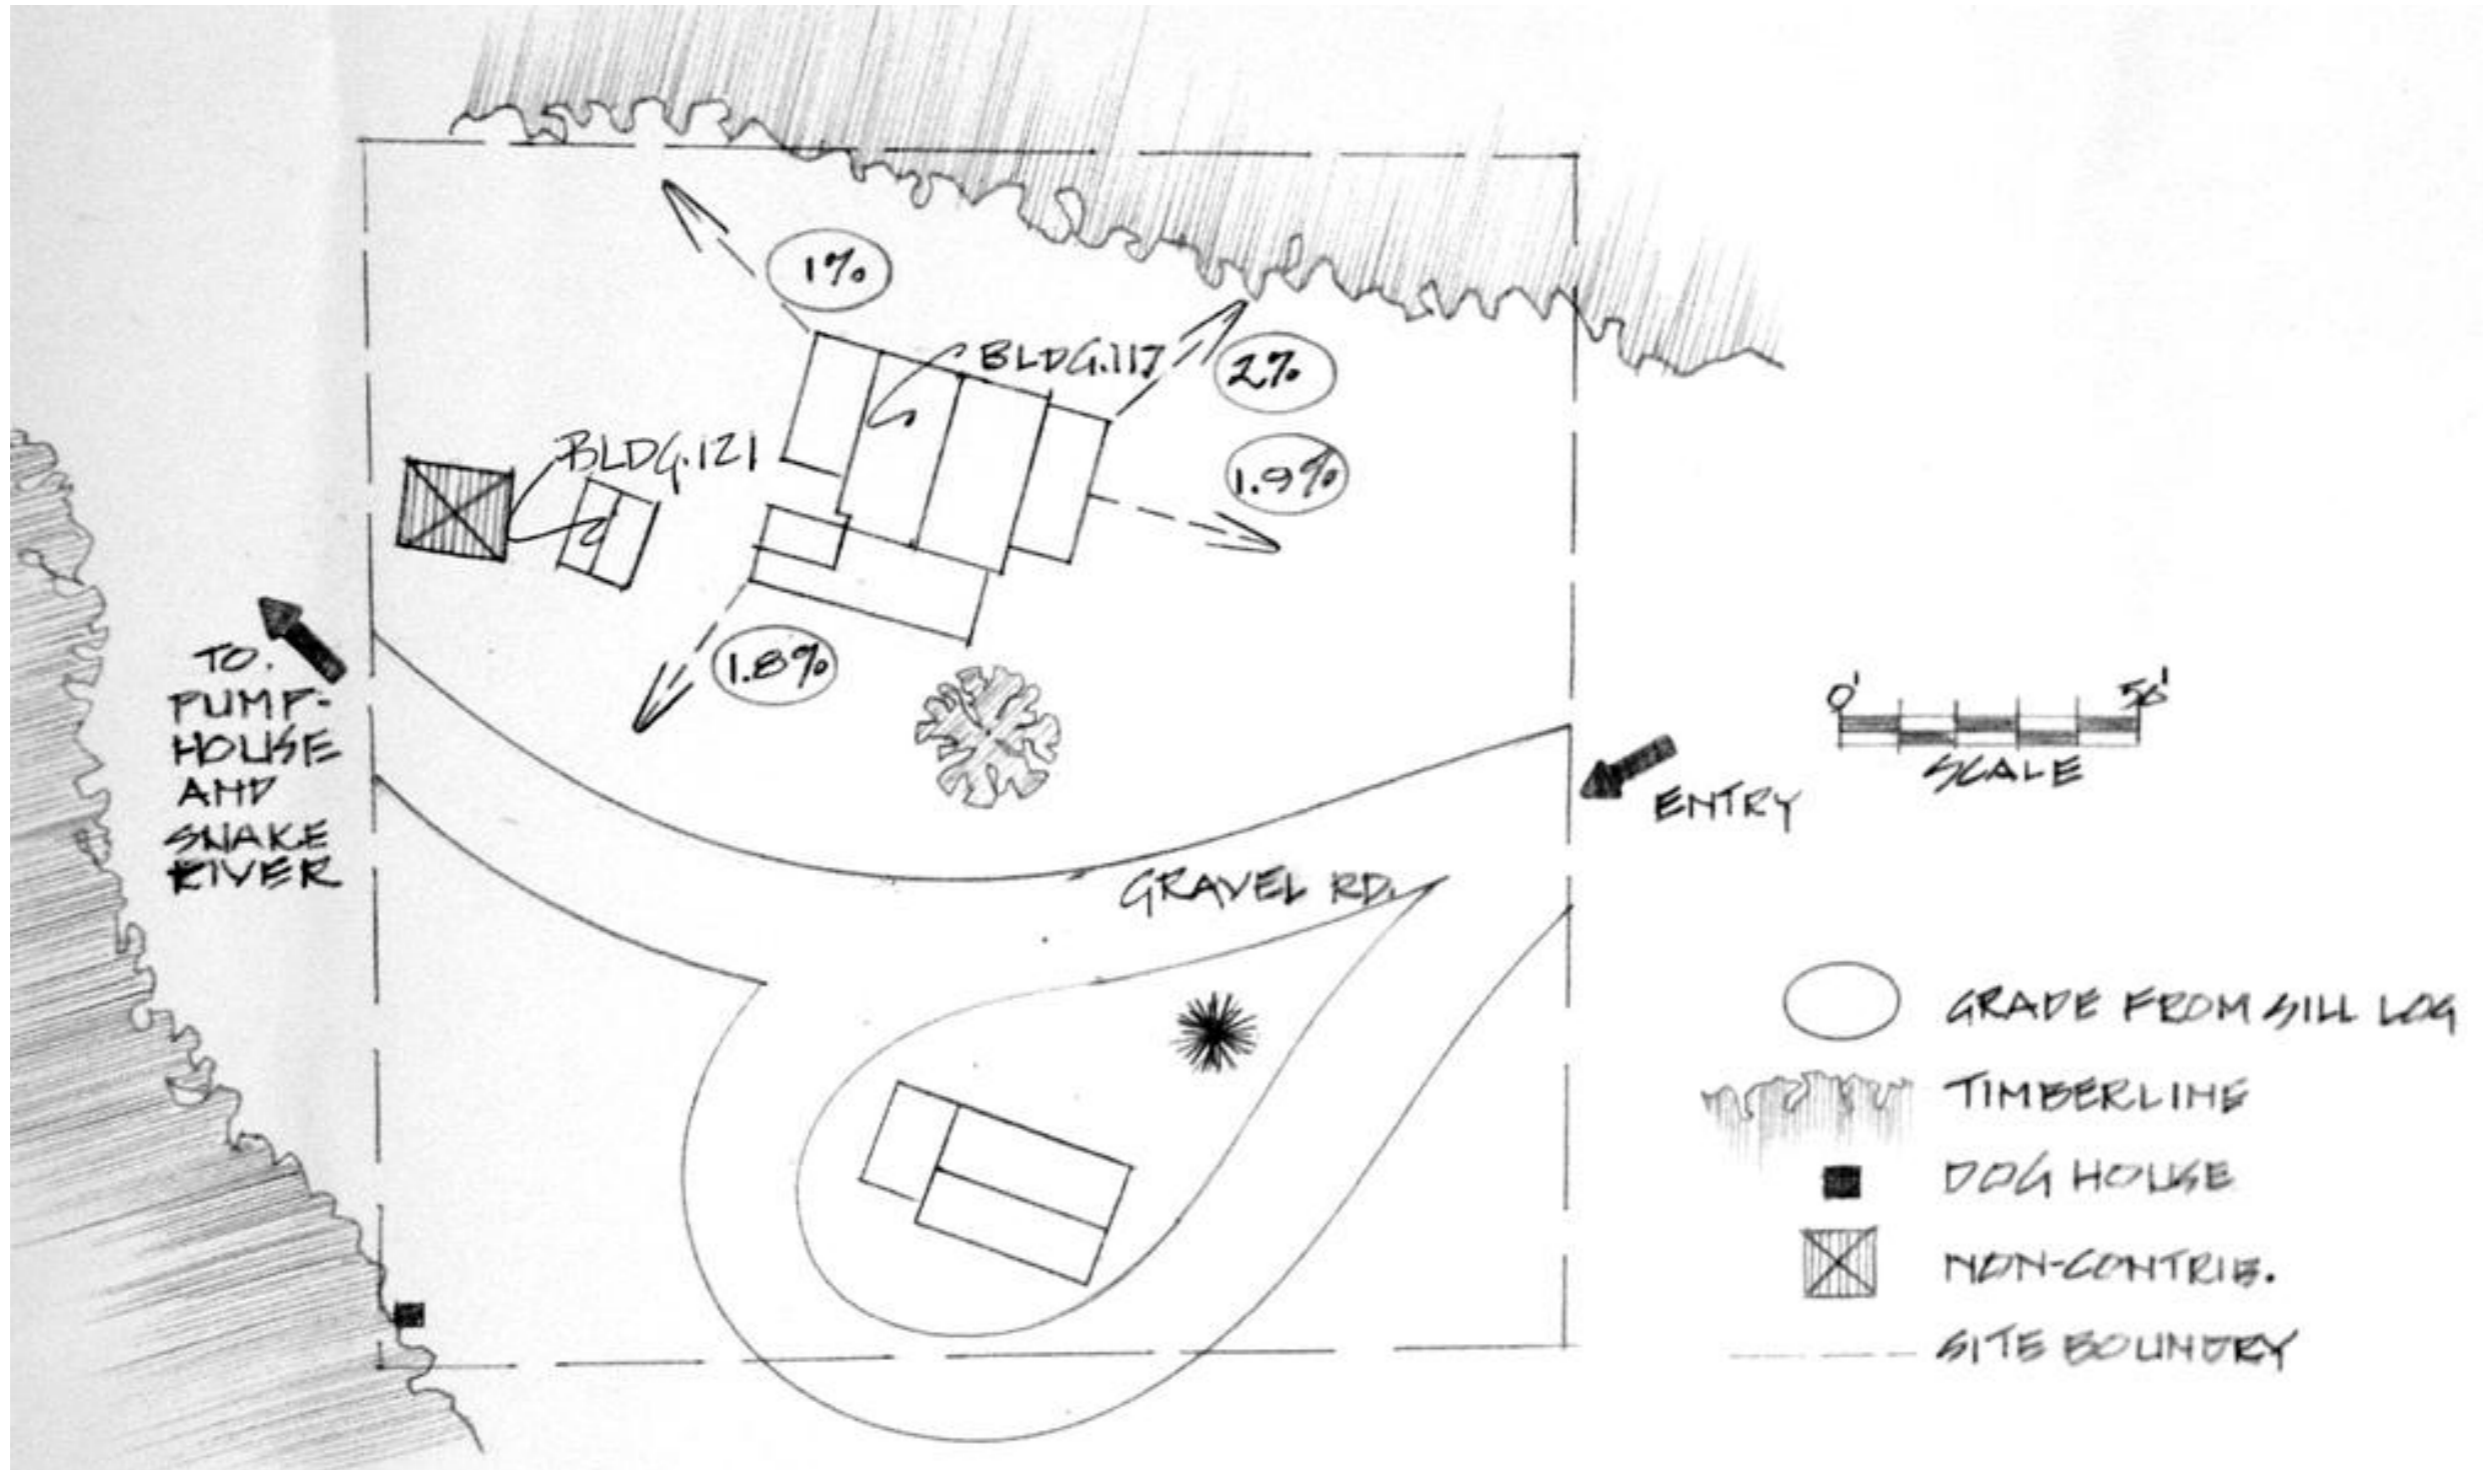 1%
BLDG.117
2%
BLDG.121
1.9%
TO.
PUMP-
HOUSE
AND
SNAKE
RIVER
1.8%
0' 50'
SCALE
ENTRY
GRAVEL RD.
GRADE FROM SILL LOG
TIMBERLINE
DOG HOUSE
NON-CONTRIB.
SITE BOUNDRY